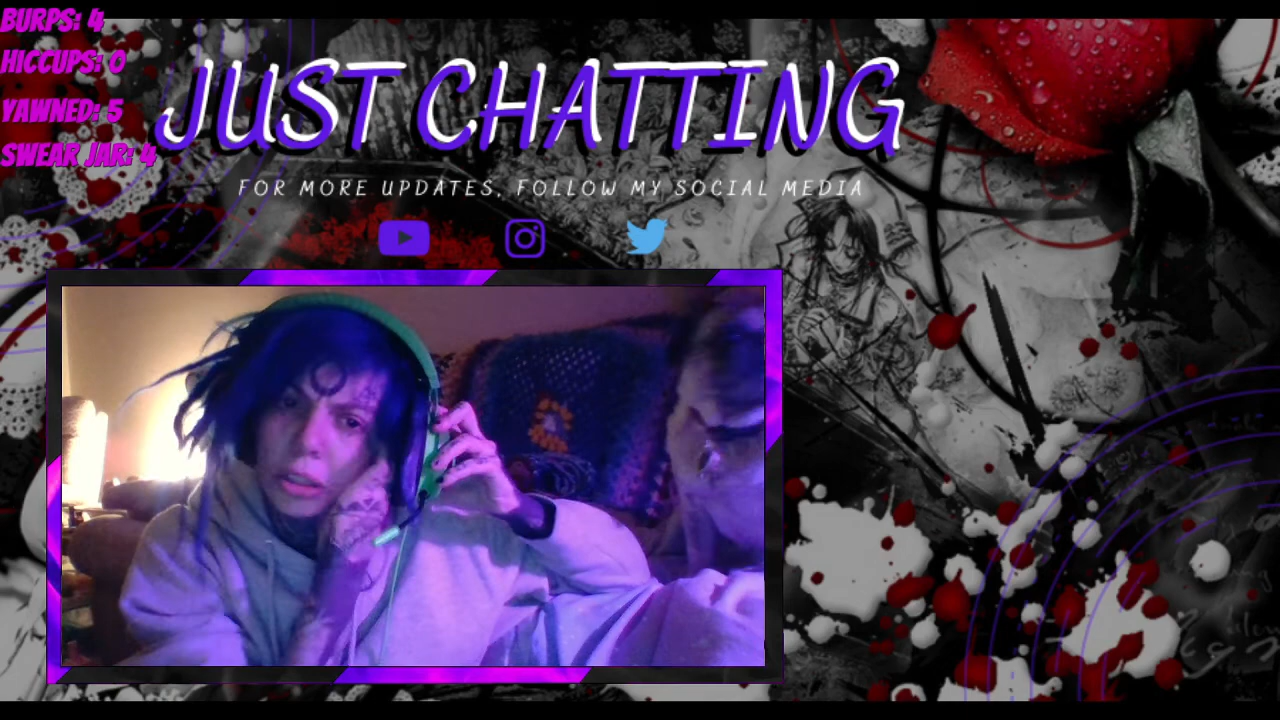 BURPS: 4
HICCUPS: 0
YAWNED: 5
SWEAR JAR: 4
JUST CHATTING
FOR MORE UPDATES, FOLLOW MY SOCIAL MEDIA